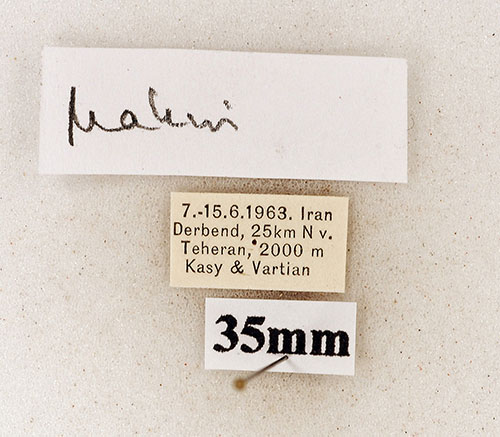 7.-15.6.1963. Iran
Derbend, 25km N v.
Teheran, 2000 m
Kasy & Vartian
35mm